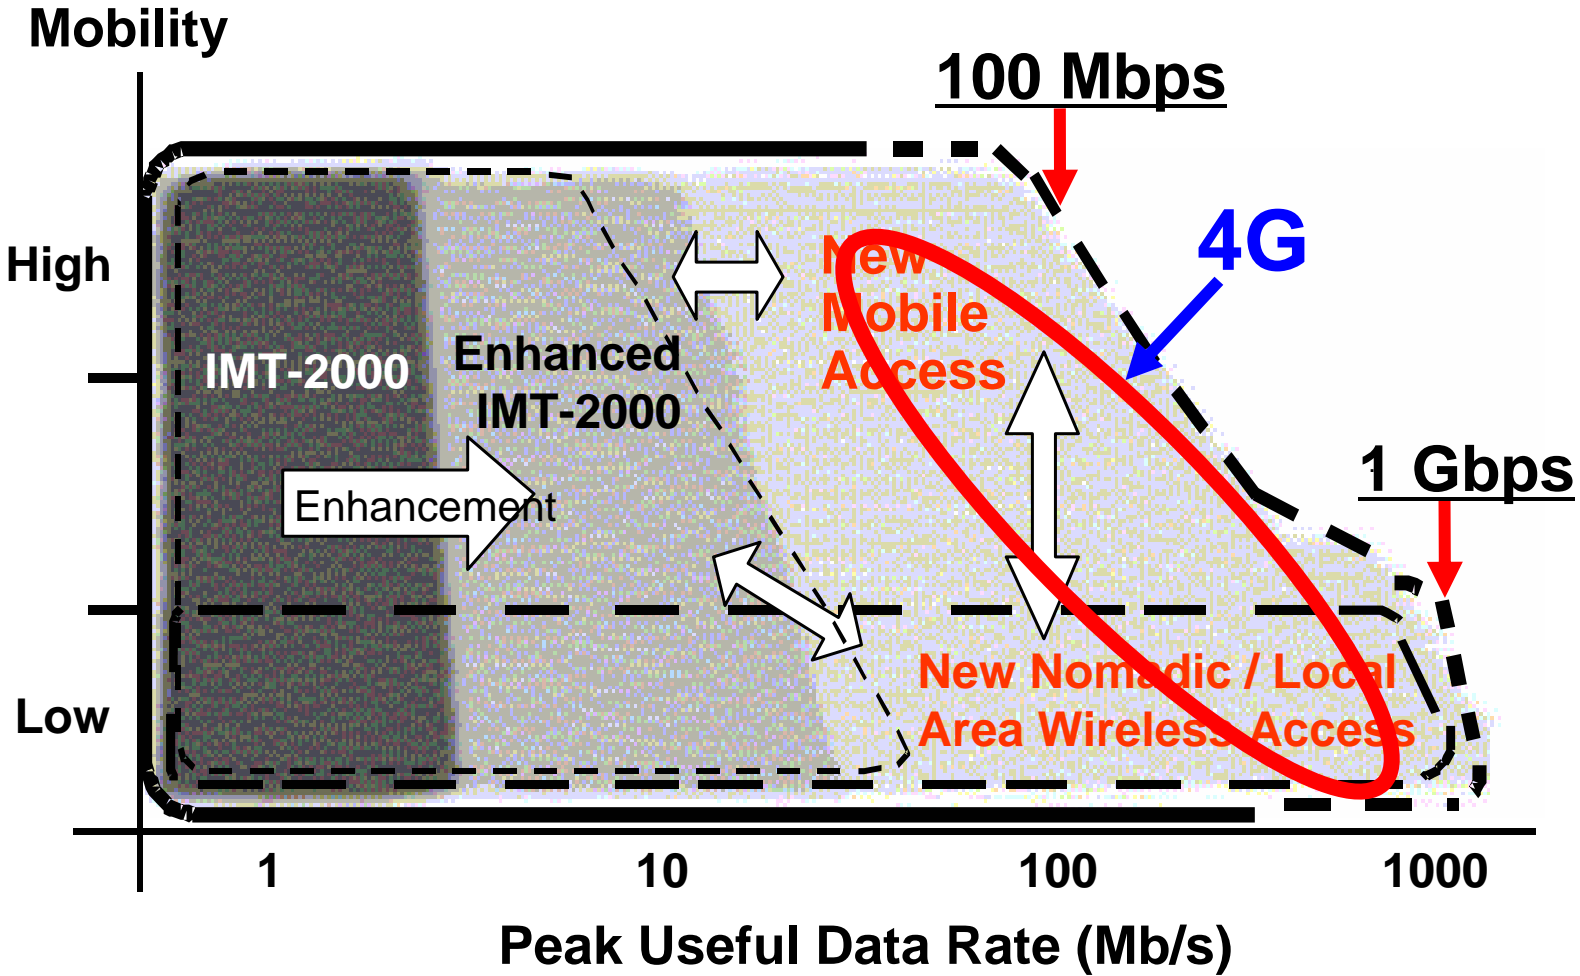 Mobility
100 Mbps
4G
High
New
Mobile
Access
IMT-2000
Enhanced
IMT-2000
1 Gbps
Enhancement
New Nomadic / Local
Area Wireless Access
Low
1
10
100
1000
Peak Useful Data Rate (Mb/s)